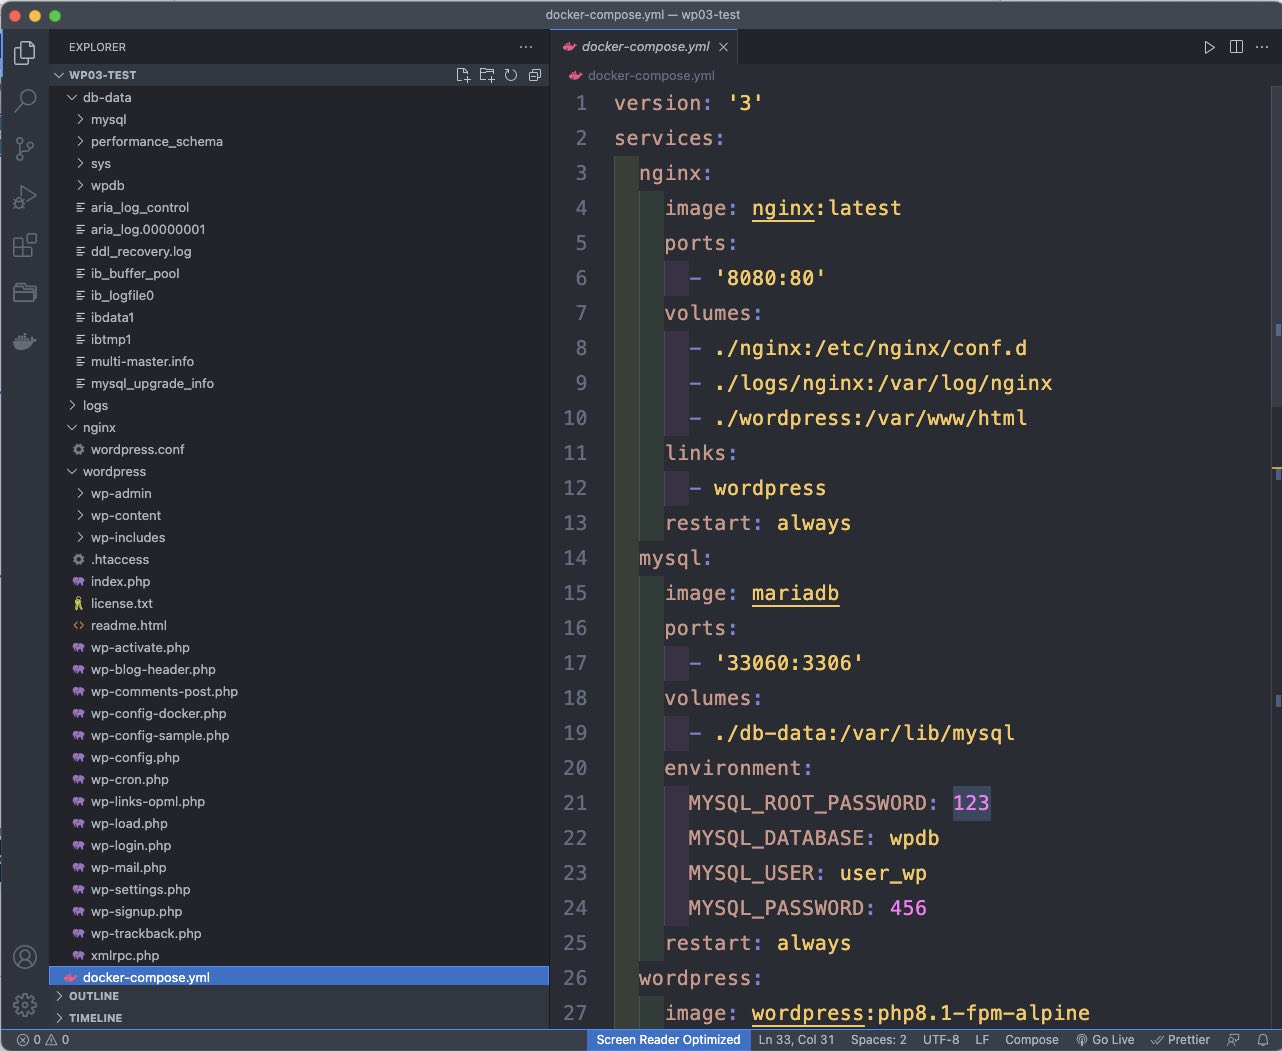 docker-compose.yml — wp03-test
EXPLORER
WP03-TEST
db-data
mysql
performance_schema
sys
wpdb
aria_log_control
aria_log.00000001
ddl_recovery.log
ib_buffer_pool
ib_logfile0
ibdata1
ibtmp1
multi-master.info
mysql_upgrade_info
logs
nginx
wordpress.conf
wordpress
wp-admin
wp-content
wp-includes
.htaccess
index.php
license.txt
readme.html
wp-activate.php
wp-blog-header.php
wp-comments-post.php
wp-config-docker.php
wp-config-sample.php
wp-config.php
wp-cron.php
wp-links-opml.php
wp-load.php
wp-login.php
wp-mail.php
wp-settings.php
wp-signup.php
wp-trackback.php
xmlrpc.php
docker-compose.yml
OUTLINE
TIMELINE
docker-compose.yml
docker-compose.yml
1 version: '3'
2 services:
3 nginx:
4 image: nginx:latest
5 ports:
6 - '8080:80'
7 volumes:
8 - ./nginx:/etc/nginx/conf.d
9 - ./logs/nginx:/var/log/nginx
10 - ./wordpress:/var/www/html
11 links:
12 - wordpress
13 restart: always
14 mysql:
15 image: mariadb
16 ports:
17 - '33060:3306'
18 volumes:
19 - ./db-data:/var/lib/mysql
20 environment:
21 MYSQL_ROOT_PASSWORD: 123
22 MYSQL_DATABASE: wpdb
23 MYSQL_USER: user_wp
24 MYSQL_PASSWORD: 456
25 restart: always
26 wordpress:
27 image: wordpress:php8.1-fpm-alpine
0 0 Screen Reader Optimized Ln 33, Col 31 Spaces: 2 UTF-8 LF Compose Go Live Prettier